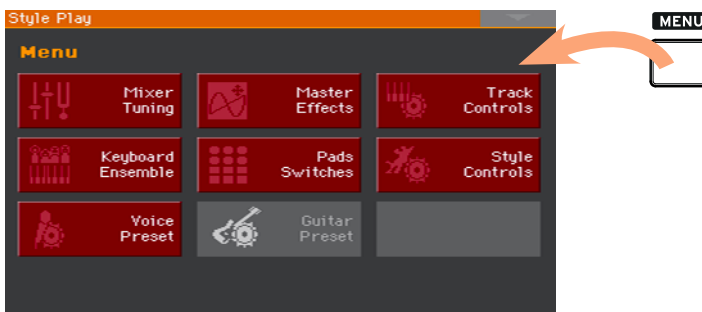 Style Play
MENU
Menu
Mixer
Tuning
Master
Effects
Track
Controls
Keyboard
Ensemble
Pads
Switches
Style
Controls
Voice
Preset
Guitar
Preset